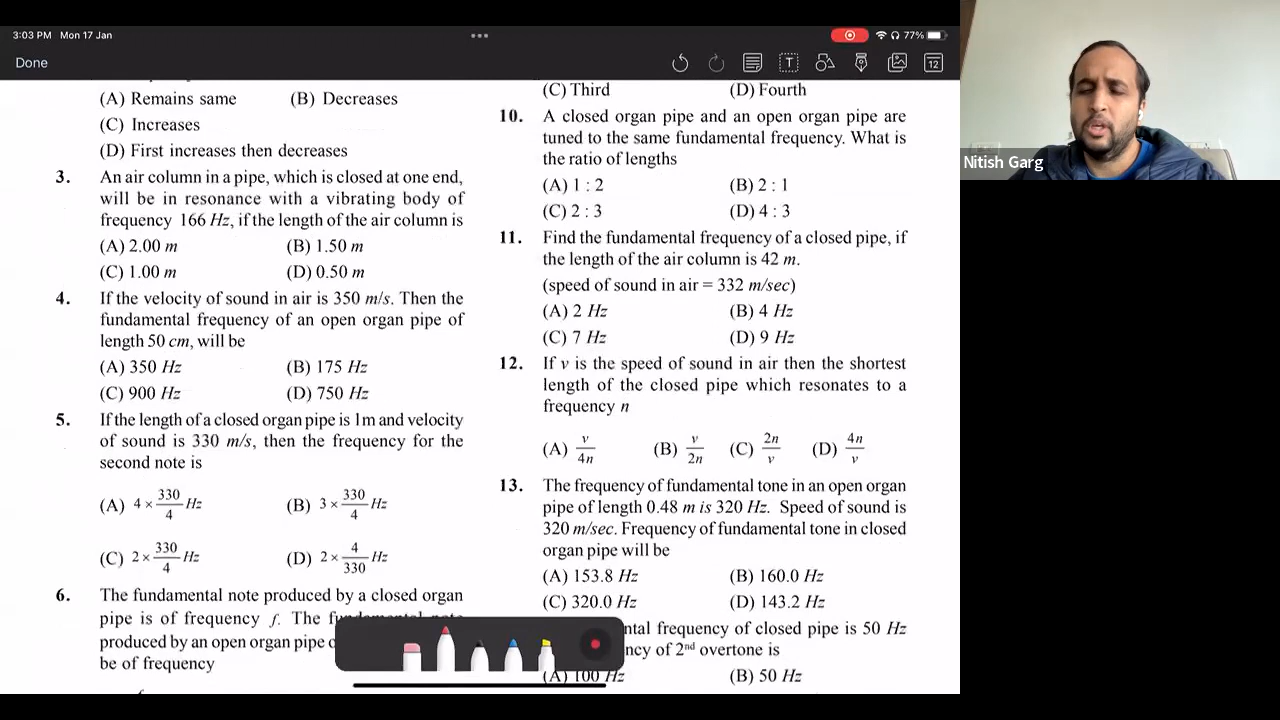 3:03 PM Mon 17 Jan
77%
Done
T
12
(A) Remains same (B) Decreases
(C) Increases
(D) First increases then decreases
3. An air column in a pipe, which is closed at one end,
will be in resonance with a vibrating body of
frequency 166 Hz, if the length of the air column is
(A) 2.00 m (B) 1.50 m
(C) 1.00 m (D) 0.50 m
4. If the velocity of sound in air is 350 m/s. Then the
fundamental frequency of an open organ pipe of
length 50 cm, will be
(A) 350 Hz (B) 175 Hz
(C) 900 Hz (D) 750 Hz
5. If the length of a closed organ pipe is 1m and velocity
of sound is 330 m/s, then the frequency for the
second note is
(A) 4 × 330/4 Hz (B) 3 × 330/4 Hz
(C) 2 × 330/4 Hz (D) 2 × 4/330 Hz
6. The fundamental note produced by a closed organ
pipe is of frequency f. The
produced by an open organ pipe
be of frequency
(C) Third (D) Fourth
10. A closed organ pipe and an open organ pipe are
tuned to the same fundamental frequency. What is
the ratio of lengths
(A) 1 : 2 (B) 2 : 1
(C) 2 : 3 (D) 4 : 3
11. Find the fundamental frequency of a closed pipe, if
the length of the air column is 42 m.
(speed of sound in air = 332 m/sec)
(A) 2 Hz (B) 4 Hz
(C) 7 Hz (D) 9 Hz
12. If v is the speed of sound in air then the shortest
length of the closed pipe which resonates to a
frequency n
(A) v/4n (B) v/2n (C) 2n/v (D) 4n/v
13. The frequency of fundamental tone in an open organ
pipe of length 0.48 m is 320 Hz. Speed of sound is
320 m/sec. Frequency of fundamental tone in closed
organ pipe will be
(A) 153.8 Hz (B) 160.0 Hz
(C) 320.0 Hz (D) 143.2 Hz
frequency of closed pipe is 50 Hz
of 2nd overtone is
(A) 100 Hz (B) 50 Hz
Nitish Garg